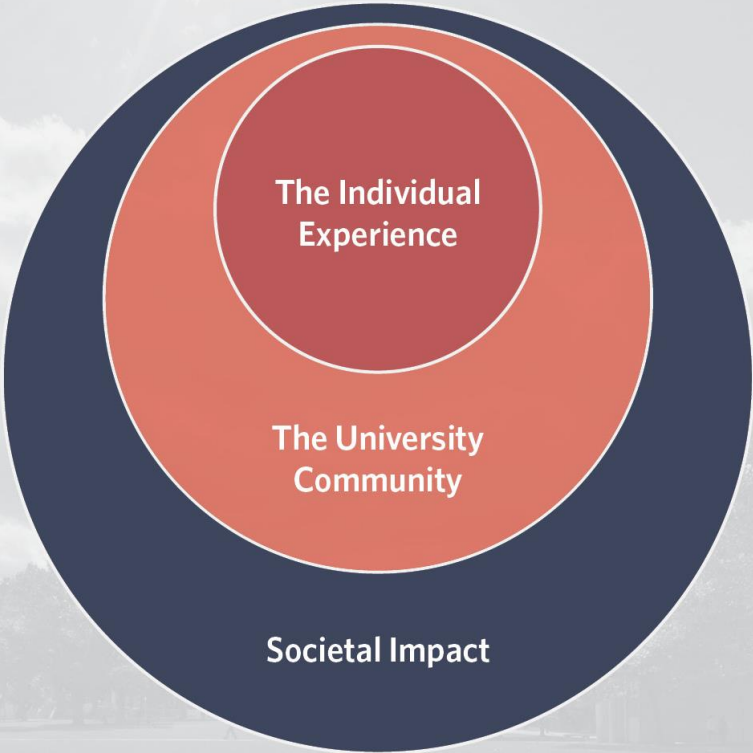 The Individual
Experience
The University
Community
Societal Impact